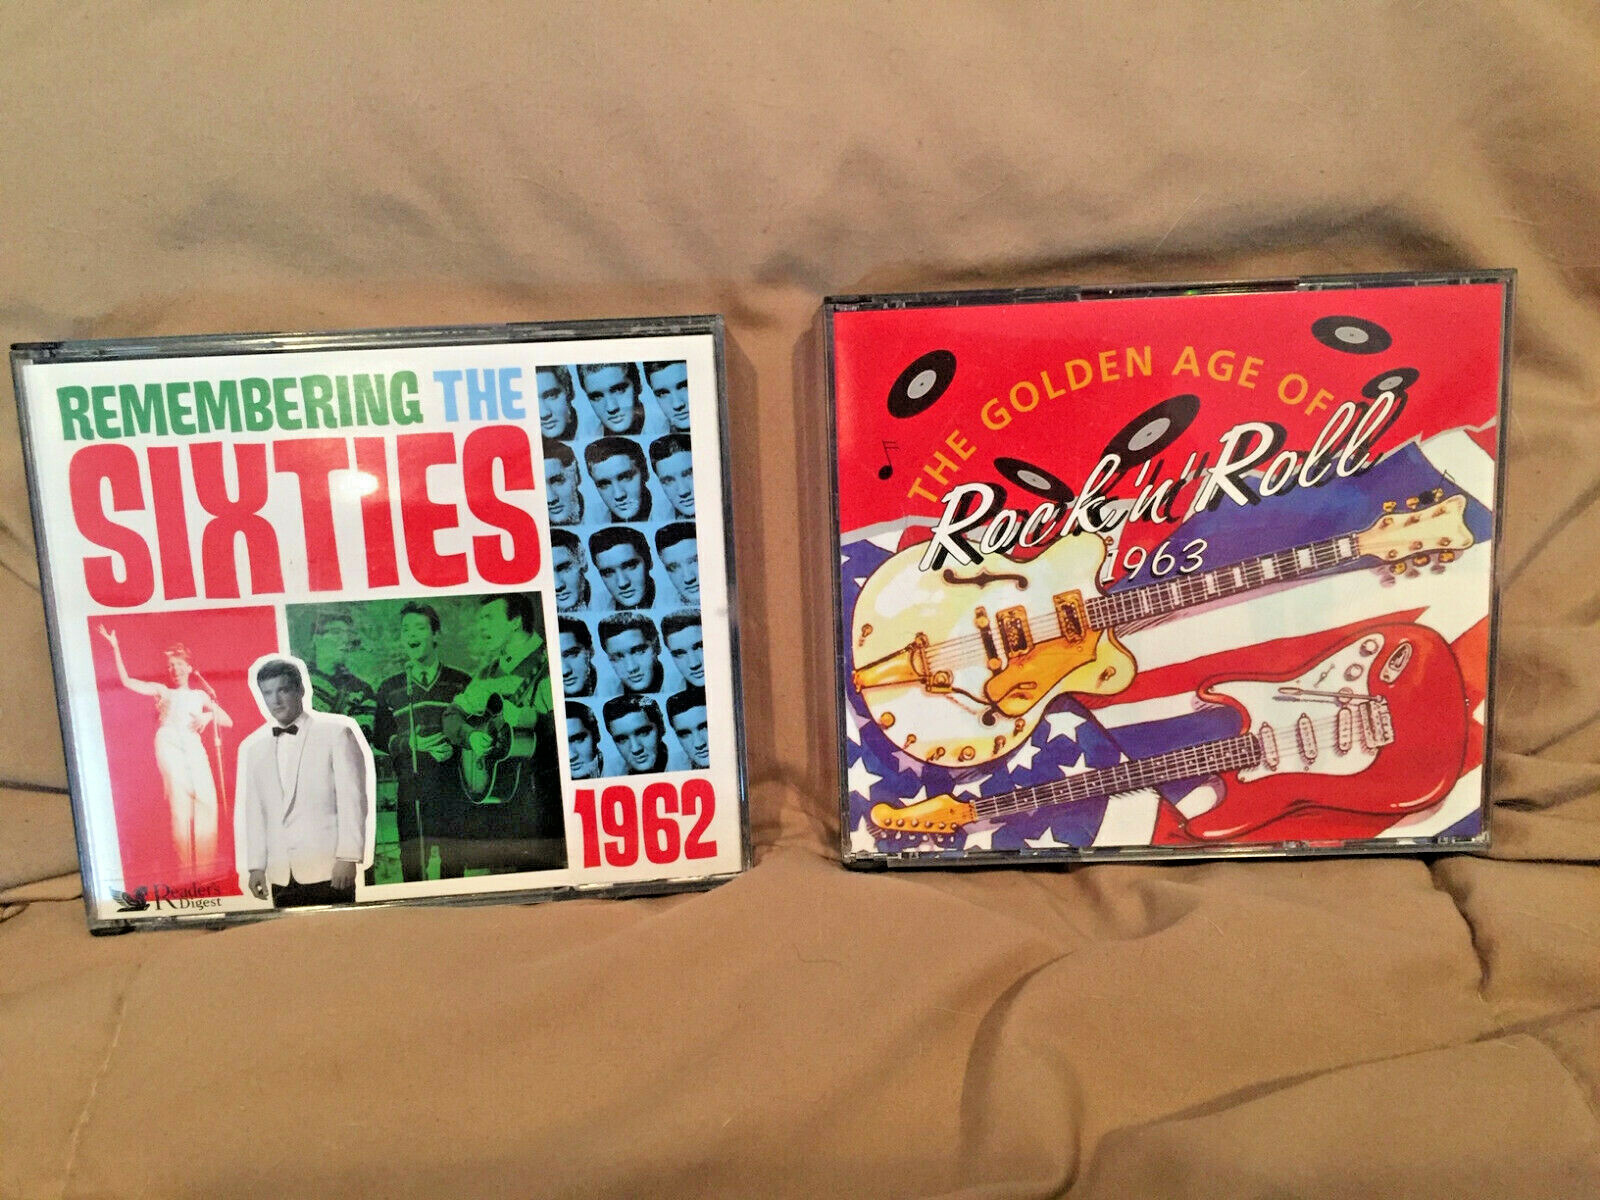 REMEMBERING THE
SIXTIES
1962
Reader's
Digest
THE GOLDEN AGE OF
Rock 'n' Roll
1963